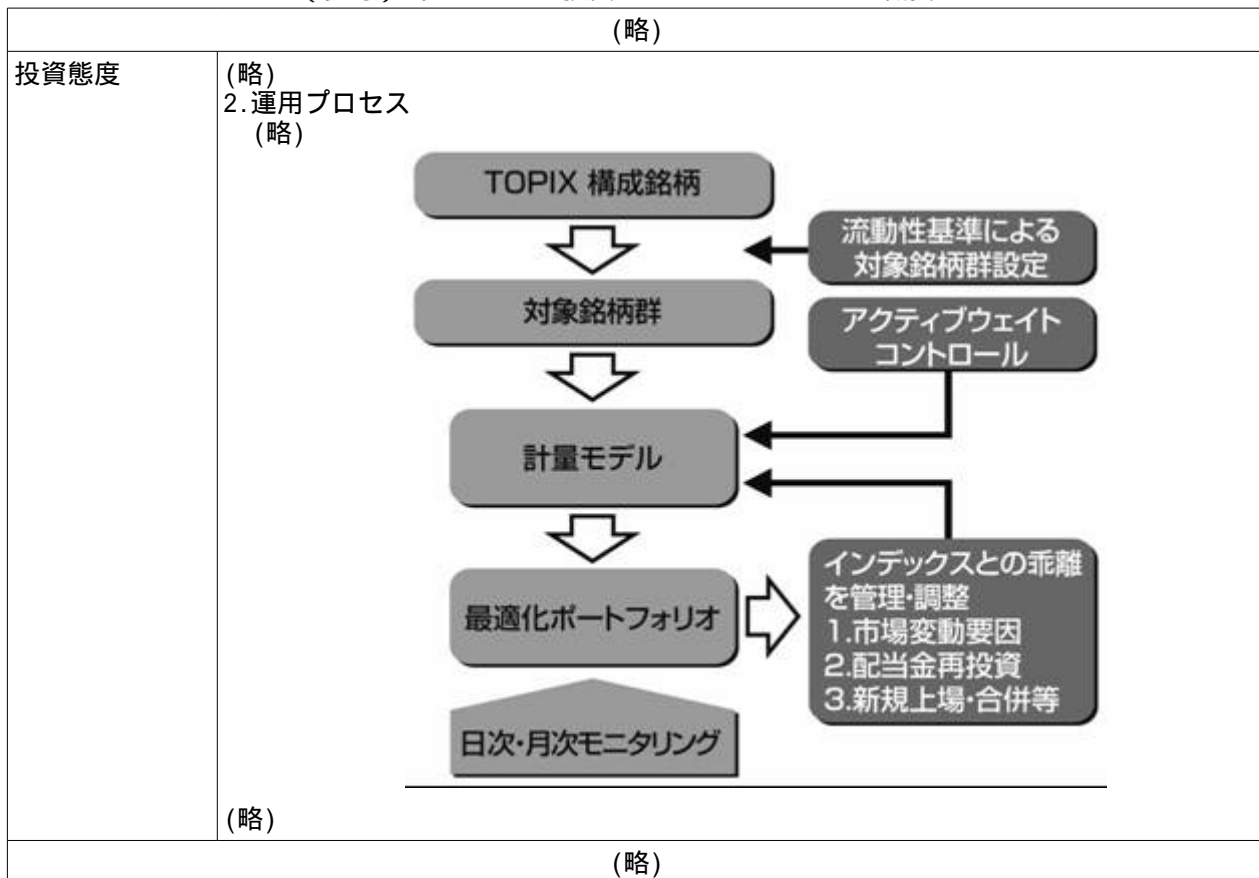 (略)
投資態度
(略)
2.運用プロセス
(略)
TOPIX 構成銘柄
流動性基準による
対象銘柄群設定
対象銘柄群
アクティブウェイト
コントロール
計量モデル
最適化ポートフォリオ
インデックスとの乖離
を管理・調整
1.市場変動要因
2.配当金再投資
3.新規上場・合併等
日次・月次モニタリング
(略)
(略)